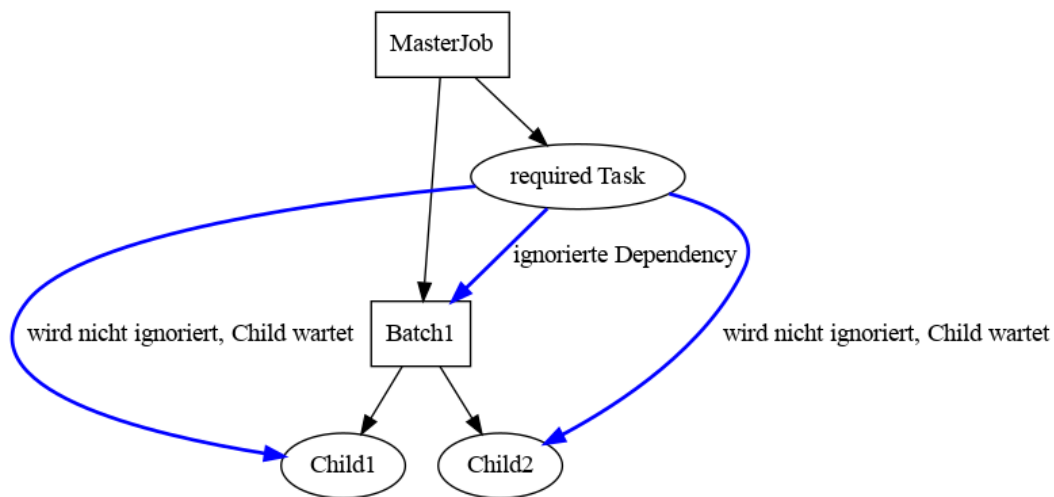 MasterJob
required Task
ignorierte Dependency
wird nicht ignoriert, Child wartet
Batch1
wird nicht ignoriert, Child wartet
Child1
Child2